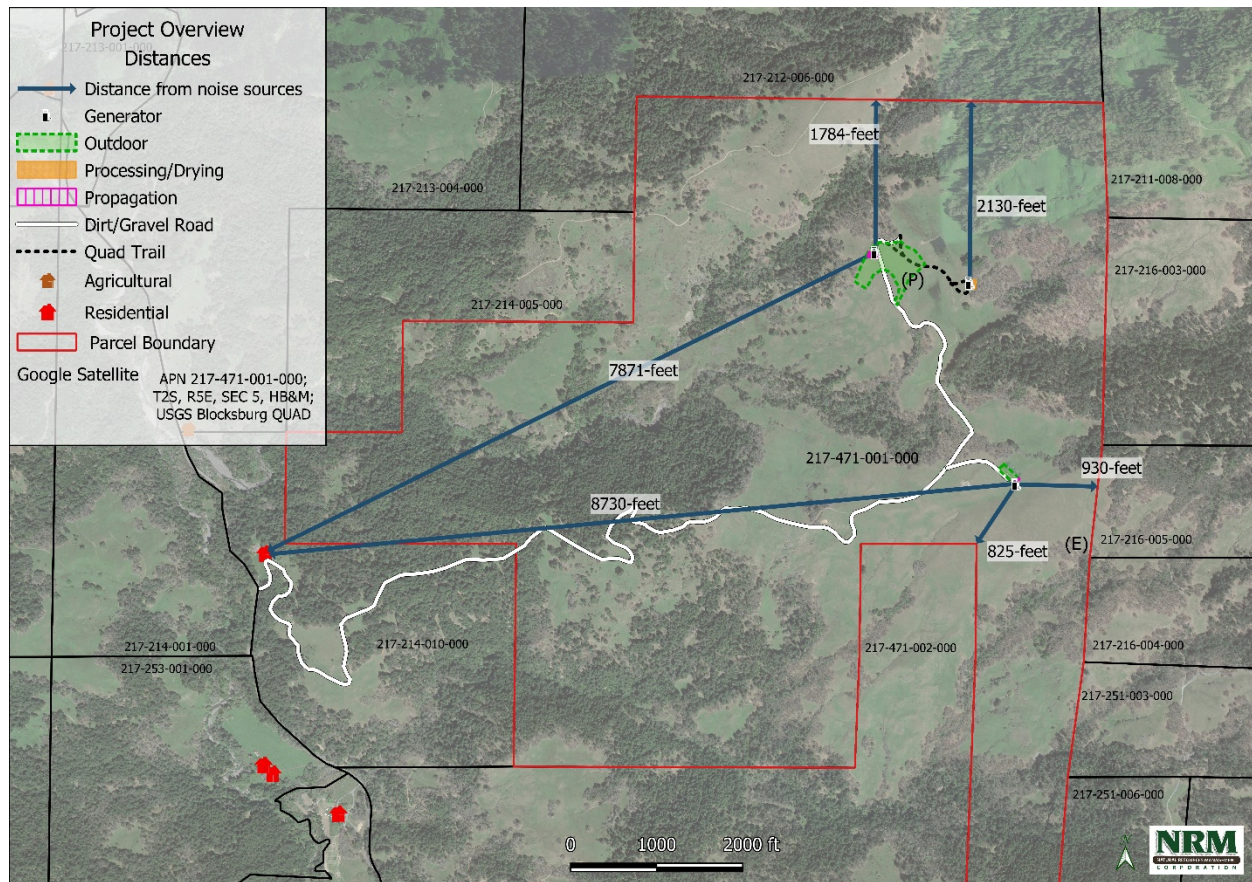 Project Overview
Distances
Distance from noise sources
Generator
Outdoor
Processing/Drying
Propagation
Dirt/Gravel Road
Quad Trail
Agricultural
Residential
Parcel Boundary
Google Satellite
APN 217-471-001-000;
T2S, R5E, SEC 5, HB&M;
USGS Blocksburg QUAD
217-213-001-000
217-212-006-000
1784-feet
217-213-004-000
217-211-008-000
2130-feet
217-216-003-000
(P)
217-214-005-000
7871-feet
217-471-001-000
930-feet
8730-feet
217-216-005-000
(E)
825-feet
217-214-001-000
217-214-010-000
217-471-002-000
217-216-004-000
217-253-001-000
217-251-003-000
217-251-006-000
0 1000 2000 ft
NRM
NATURAL RESOURCES MANAGEMENT
CORPORATION